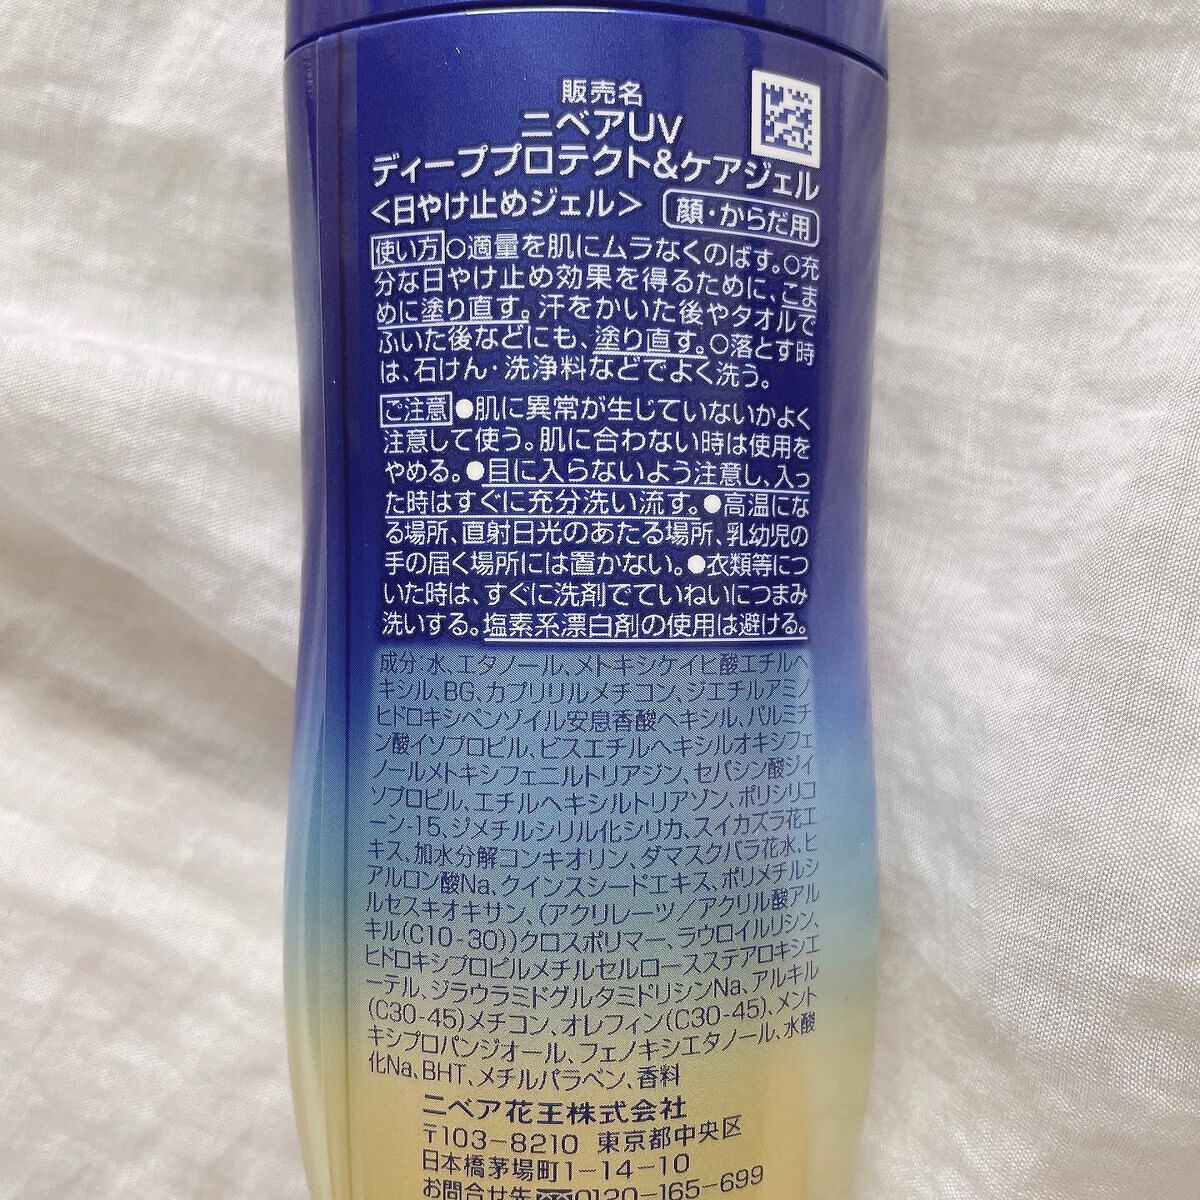 販売名
ニベアUV
ディーププロテクト&ケアジェル
<日やけ止めジェル> 顔・からだ用
使い方 ○適量を肌にムラなくのばす。○充
分な日やけ止め効果を得るために、こま
めに塗り直す。汗をかいた後やタオルで
ふいた後などにも、塗り直す。○落とす時
は、石けん・洗浄料などでよく洗う。
ご注意 ●肌に異常が生じていないかよく
注意して使う。肌に合わない時は使用を
やめる。●目に入らないよう注意し、入っ
た時はすぐに充分洗い流す。●高温にな
る場所、直射日光のあたる場所、乳幼児の
手の届く場所には置かない。●衣類等につ
いた時は、すぐに洗剤でていねいにつまみ
洗いする。塩素系漂白剤の使用は避ける。
成分:水、エタノール、メトキシケイヒ酸エチルヘ
キシル、BG、カプリリルメチコン、ジエチルアミノ
ヒドロキシベンゾイル安息香酸ヘキシル、パルミチ
ン酸イソプロピル、ビスエチルヘキシルオキシフェ
ノールメトキシフェニルトリアジン、セバシン酸ジイ
ソプロピル、エチルヘキシルトリアゾン、ポリシリコ
ーン-15、ジメチルシリル化シリカ、スイカズラ花エ
キス、加水分解コンキオリン、ダマスクバラ花水、ヒ
アルロン酸Na、クインスシードエキス、ポリメチルシ
ルセスキオキサン、(アクリレーツ/アクリル酸アル
キル(C10-30))クロスポリマー、ラウロイルリシン、
ヒドロキシプロピルメチルセルロースステアロキシエ
ーテル、ジラウラミドグルタミドリシンNa、アルキル
(C30-45)メチコン、オレフィン(C30-45)、メント
キシプロパンジオール、フェノキシエタノール、水酸
化Na、BHT、メチルパラベン、香料
ニベア花王株式会社
〒103-8210 東京都中央区
日本橋茅場町1-14-10
お問合せ先 0120-165-699